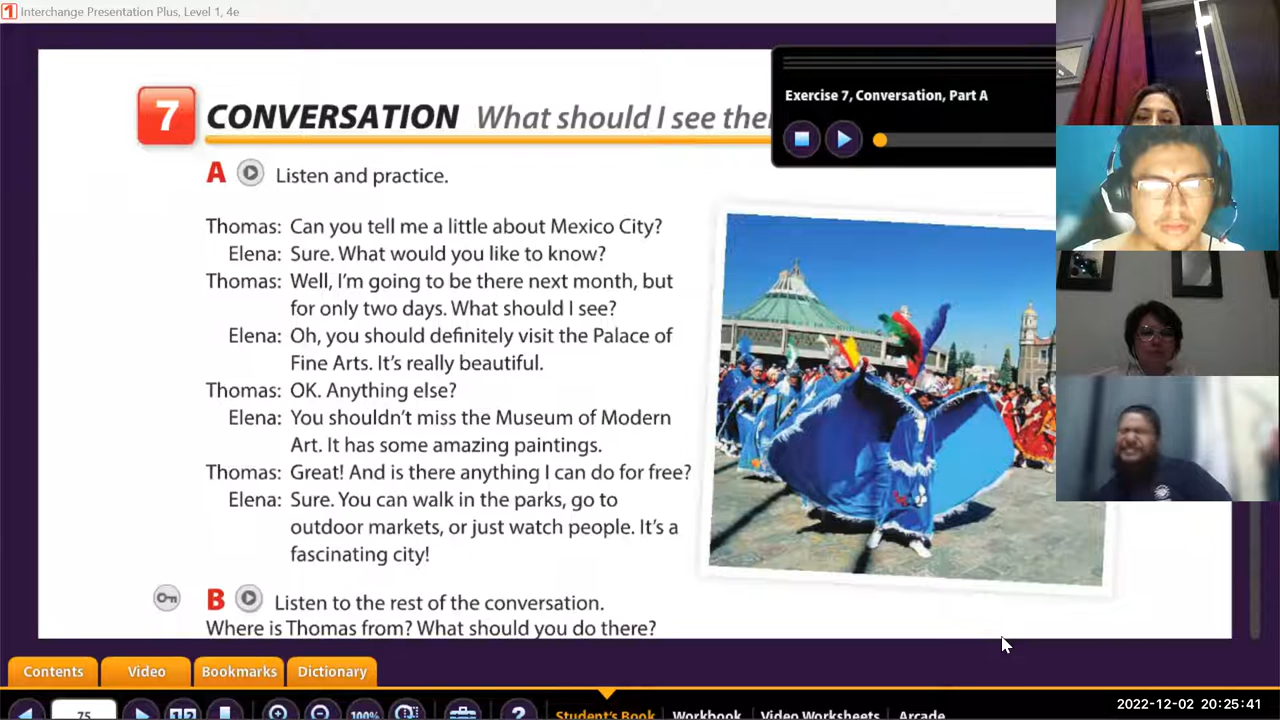 Interchange Presentation Plus, Level 1, 4e
7 CONVERSATION What should I see
Exercise 7, Conversation, Part A
A Listen and practice.
Thomas: Can you tell me a little about Mexico City?
Elena: Sure. What would you like to know?
Thomas: Well, I'm going to be there next month, but
for only two days. What should I see?
Elena: Oh, you should definitely visit the Palace of
Fine Arts. It's really beautiful.
Thomas: OK. Anything else?
Elena: You shouldn't miss the Museum of Modern
Art. It has some amazing paintings.
Thomas: Great! And is there anything I can do for free?
Elena: Sure. You can walk in the parks, go to
outdoor markets, or just watch people. It's a
fascinating city!
B Listen to the rest of the conversation.
Where is Thomas from? What should you do there?
Contents Video Bookmarks Dictionary
75 100% ? Student's Book Workbook Video Worksheets Arcade
2022-12-02 20:25:41